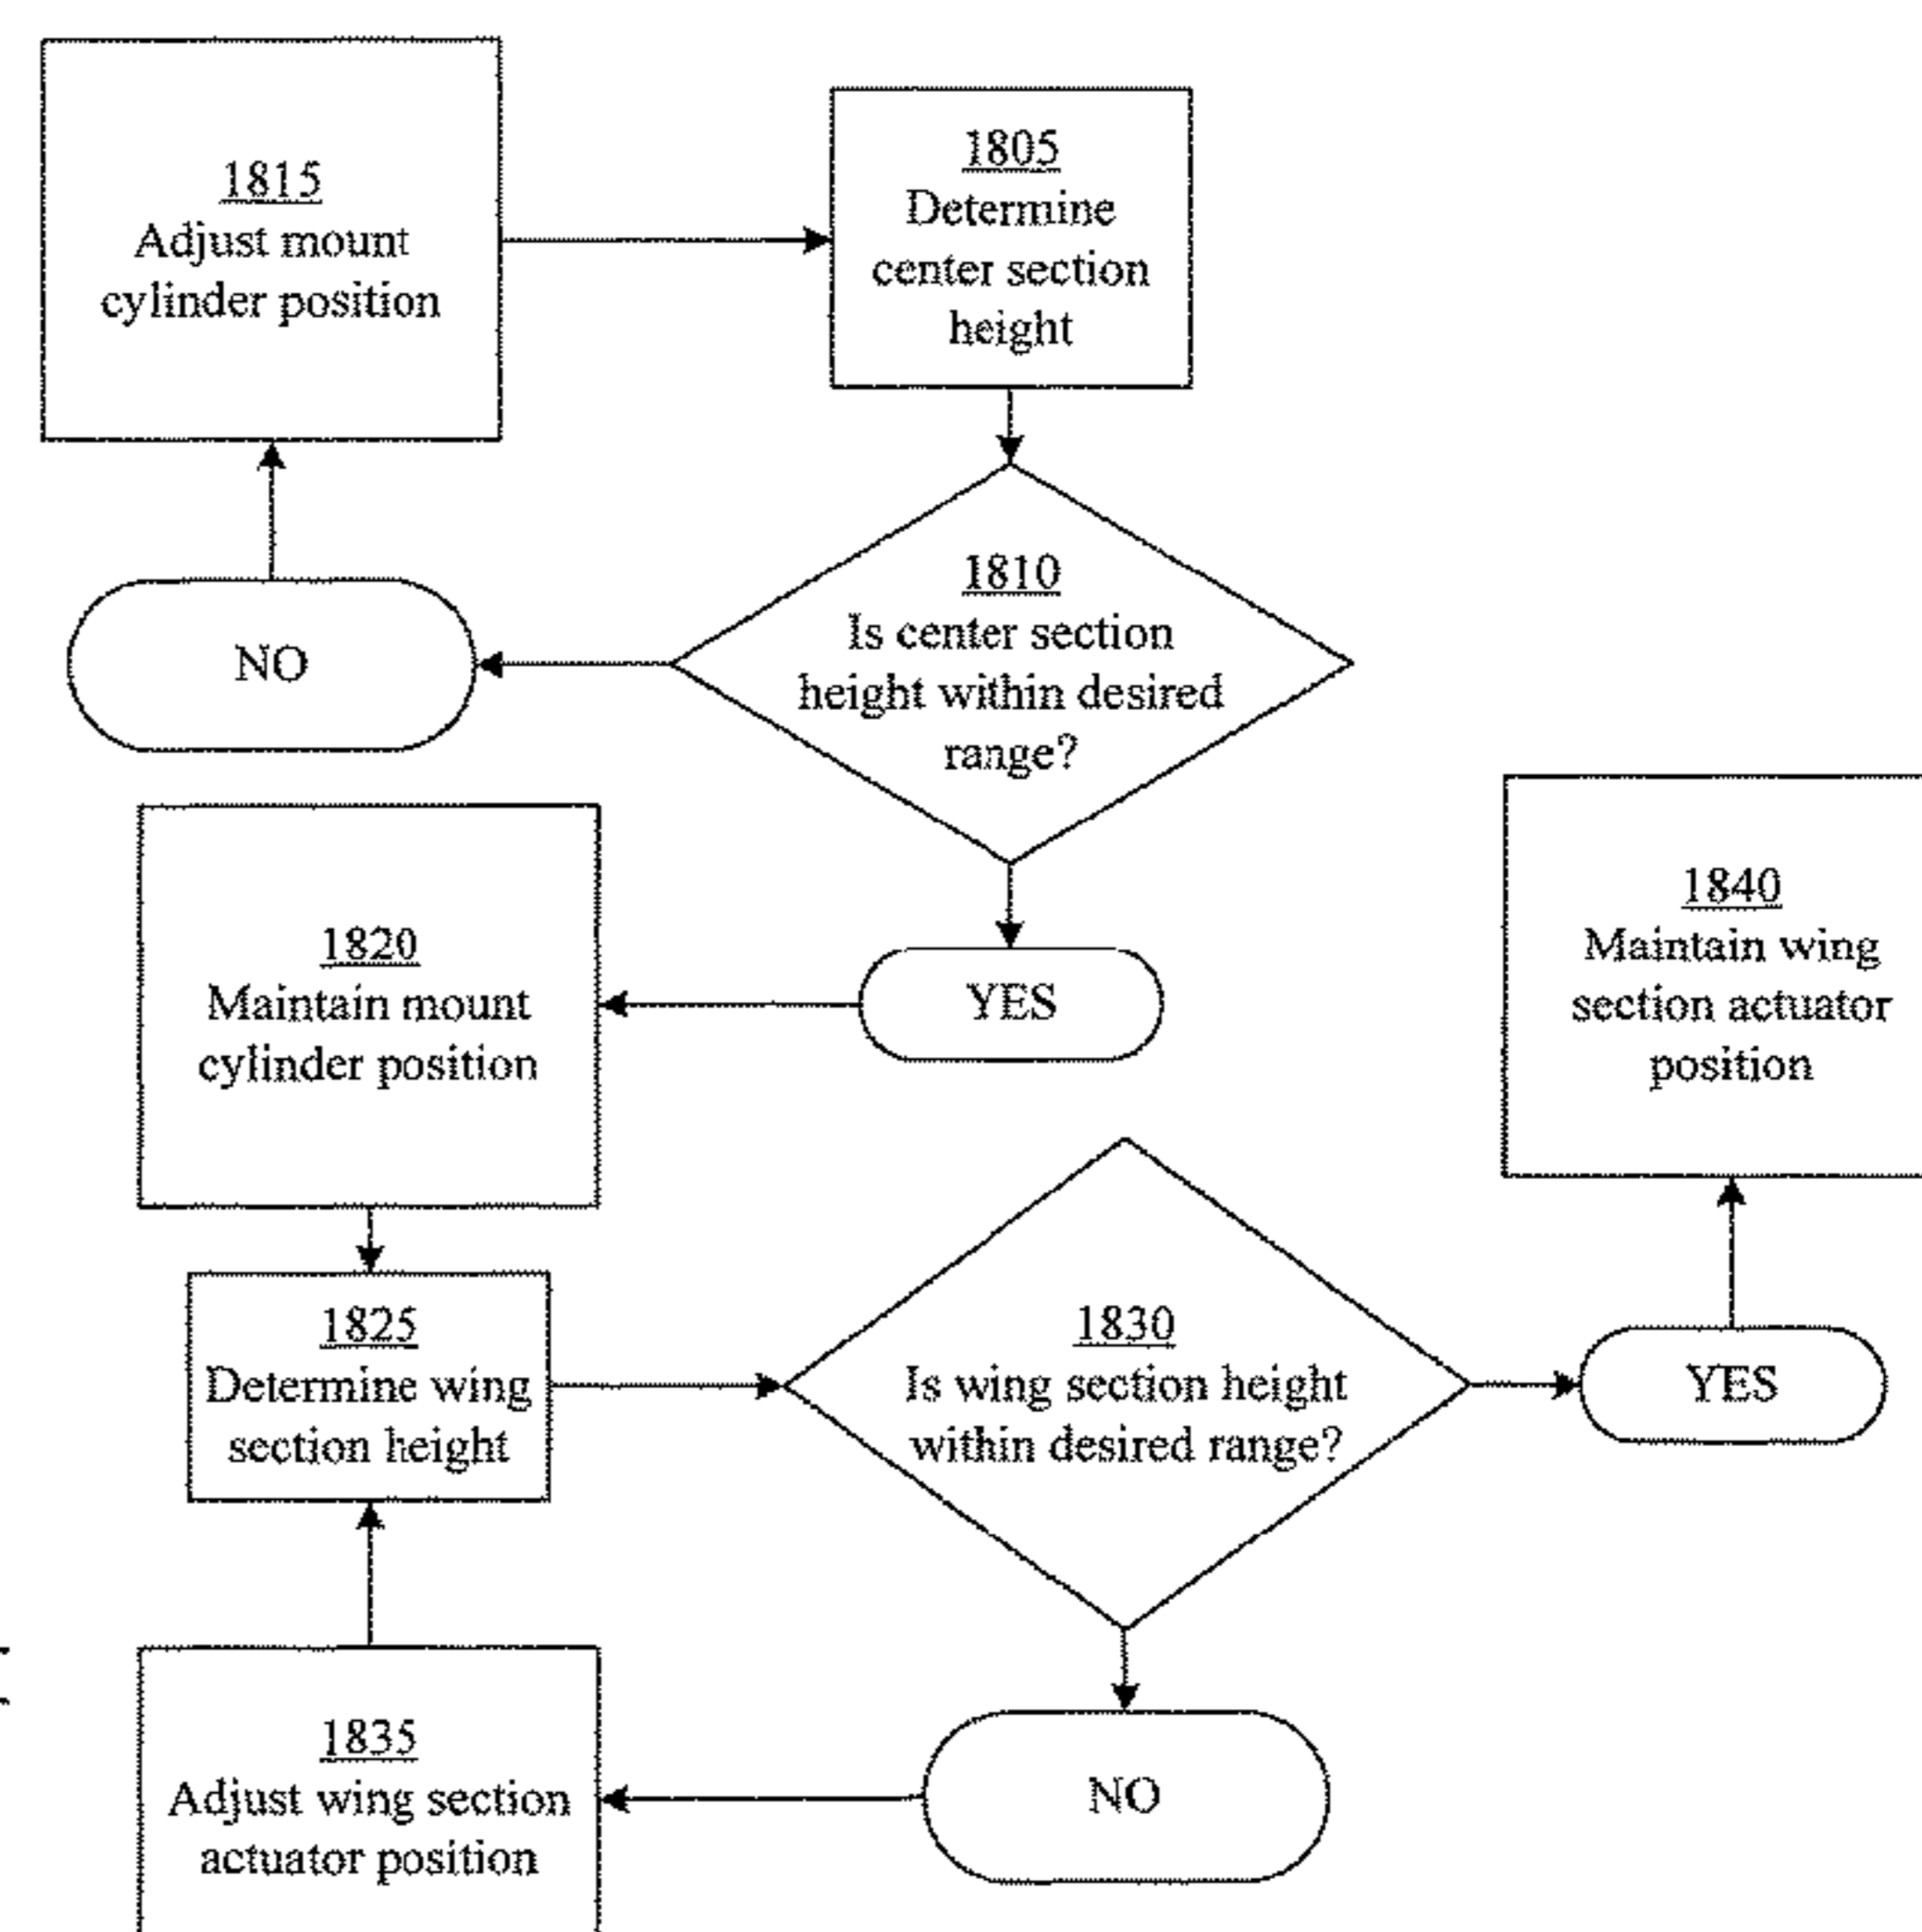 1815
Adjust mount
cylinder position
1805
Determine
center section
height
1810
Is center section
height within desired
range?
NO
YES
1820
Maintain mount
cylinder position
1840
Maintain wing
section actuator
position
1825
Determine wing
section height
1830
Is wing section height
within desired range?
YES
1835
Adjust wing section
actuator position
NO